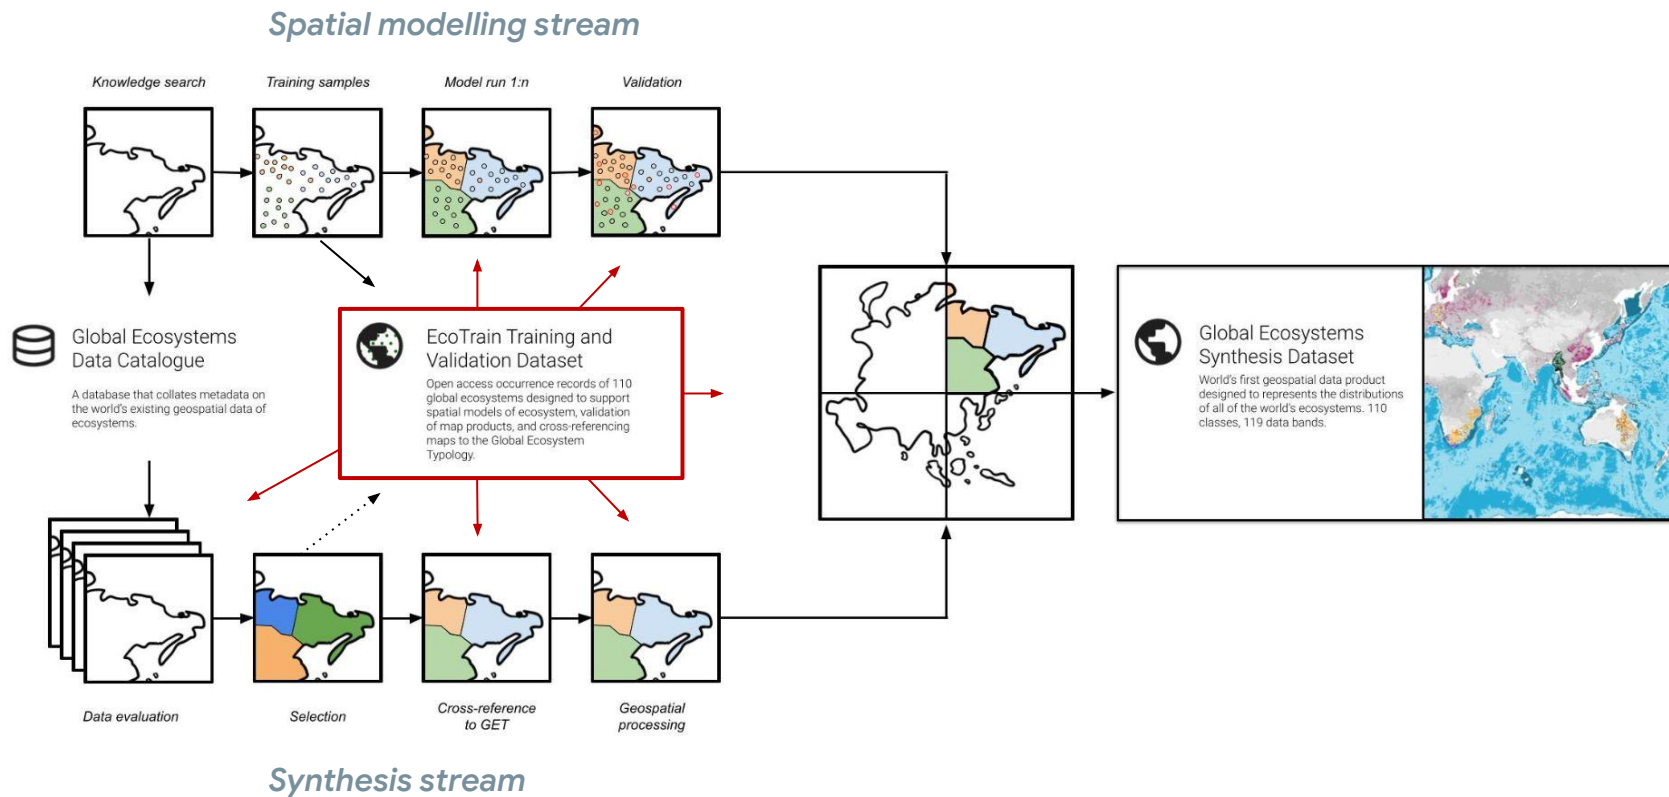 Spatial modelling stream
Knowledge search
Training samples
Model run 1:n
Validation
Global Ecosystems
Data Catalogue
A database that collates metadata on
the world's existing geospatial data of
ecosystems.
EcoTrain Training and
Validation Dataset
Open access occurrence records of 110
global ecosystems designed to support
spatial models of ecosystem, validation
of map products, and cross-referencing
maps to the Global Ecosystem
Typology.
Global Ecosystems
Synthesis Dataset
World's first geospatial data product
designed to represents the distributions
of all of the world's ecosystems. 110
classes, 119 data bands.
Data evaluation
Selection
Cross-reference
to GET
Geospatial
processing
Synthesis stream